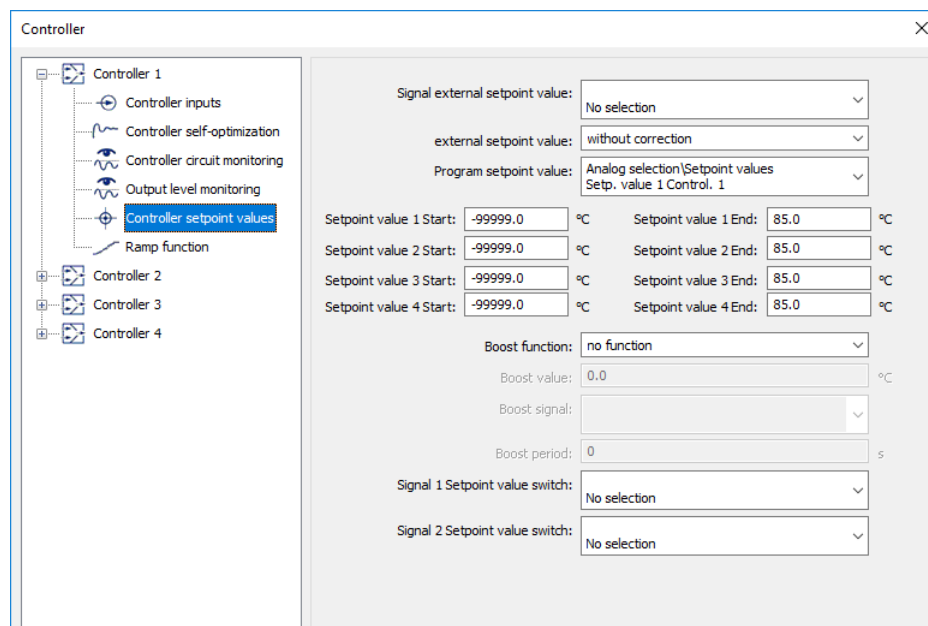 Controller
Controller 1
Controller inputs
Controller self-optimization
Controller circuit monitoring
Output level monitoring
Controller setpoint values
Ramp function
Controller 2
Controller 3
Controller 4
Signal external setpoint value:
No selection
external setpoint value: without correction
Program setpoint value: Analog selection\Setpoint values
Setp. value 1 Control. 1
Setpoint value 1 Start: -99999.0 °C Setpoint value 1 End: 85.0 °C
Setpoint value 2 Start: -99999.0 °C Setpoint value 2 End: 85.0 °C
Setpoint value 3 Start: -99999.0 °C Setpoint value 3 End: 85.0 °C
Setpoint value 4 Start: -99999.0 °C Setpoint value 4 End: 85.0 °C
Boost function: no function
Boost value: 0.0 °C
Boost signal:
Boost period: 0 s
Signal 1 Setpoint value switch:
No selection
Signal 2 Setpoint value switch:
No selection